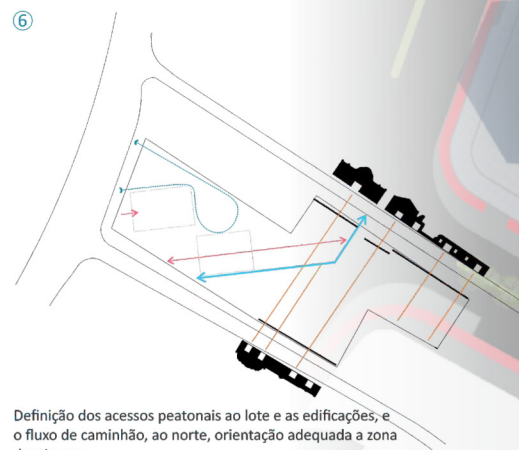 6
Definição dos acessos peatonais ao lote e as edificações, e
o fluxo de caminhão, ao norte, orientação adequada a zona